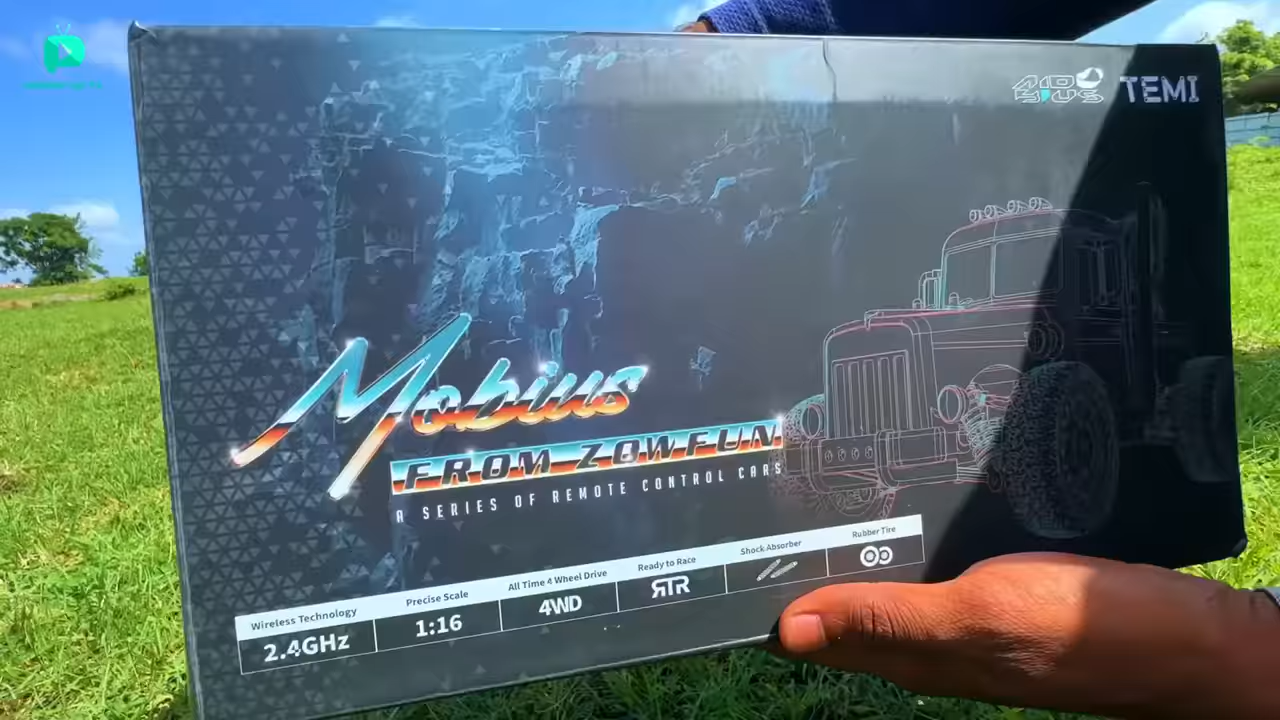 TEMI
Mobius
FROM ZOWFUN
A SERIES OF REMOTE CONTROL CARS
Wireless Technology
2.4GHz
Precise Scale
1:16
All Time 4 Wheel Drive
4WD
Ready to Race
RTR
Shock Absorber
Rubber Tire